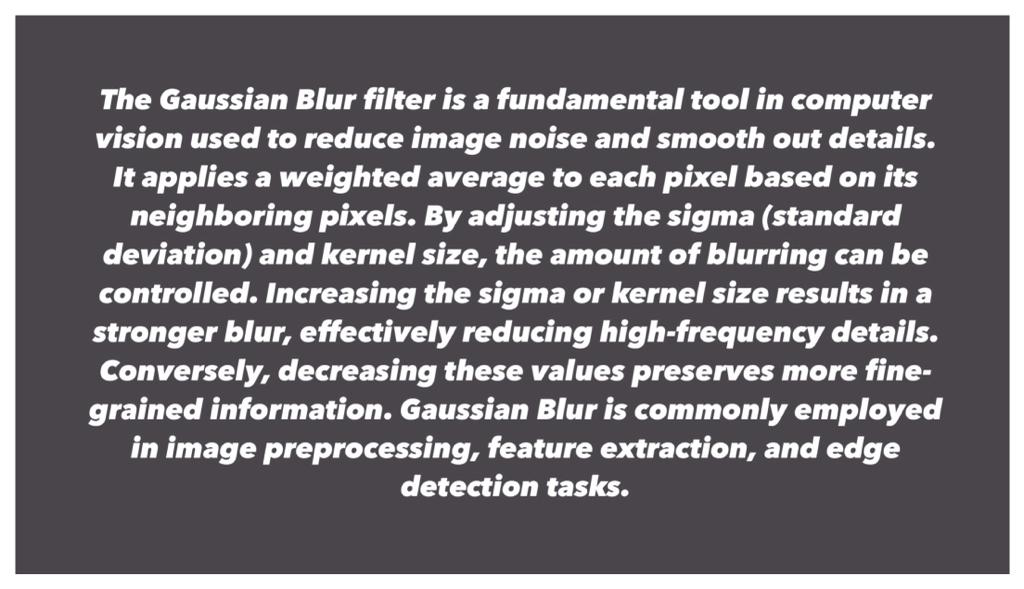 The Gaussian Blur filter is a fundamental tool in computer
vision used to reduce image noise and smooth out details.
It applies a weighted average to each pixel based on its
neighboring pixels. By adjusting the sigma (standard
deviation) and kernel size, the amount of blurring can be
controlled. Increasing the sigma or kernel size results in a
stronger blur, effectively reducing high-frequency details.
Conversely, decreasing these values preserves more fine-
grained information. Gaussian Blur is commonly employed
in image preprocessing, feature extraction, and edge
detection tasks.